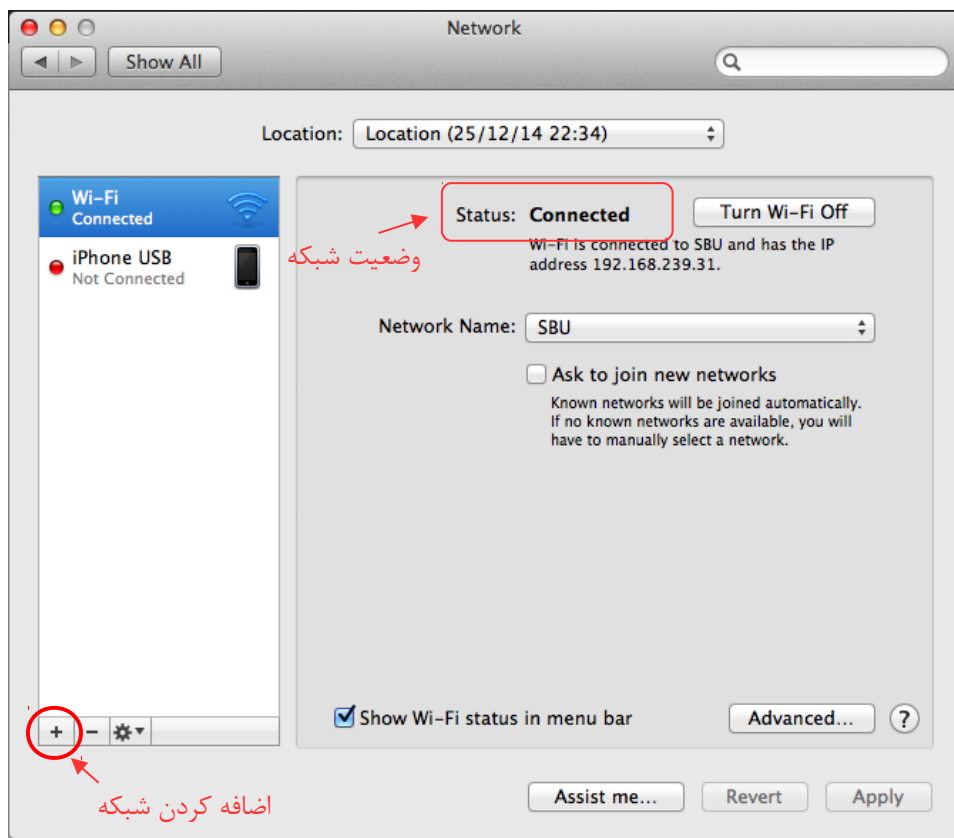 Network
Show All
Location: Location (25/12/14 22:34)
Wi-Fi
Connected
iPhone USB
Not Connected
Status: Connected
Turn Wi-Fi Off
وضعیت شبکه
Wi-Fi is connected to SBU and has the IP
address 192.168.239.31.
Network Name: SBU
Ask to join new networks
Known networks will be joined automatically.
If no known networks are available, you will
have to manually select a network.
+ −
Show Wi-Fi status in menu bar
Advanced... ?
اضافه کردن شبکه
Assist me... Revert Apply